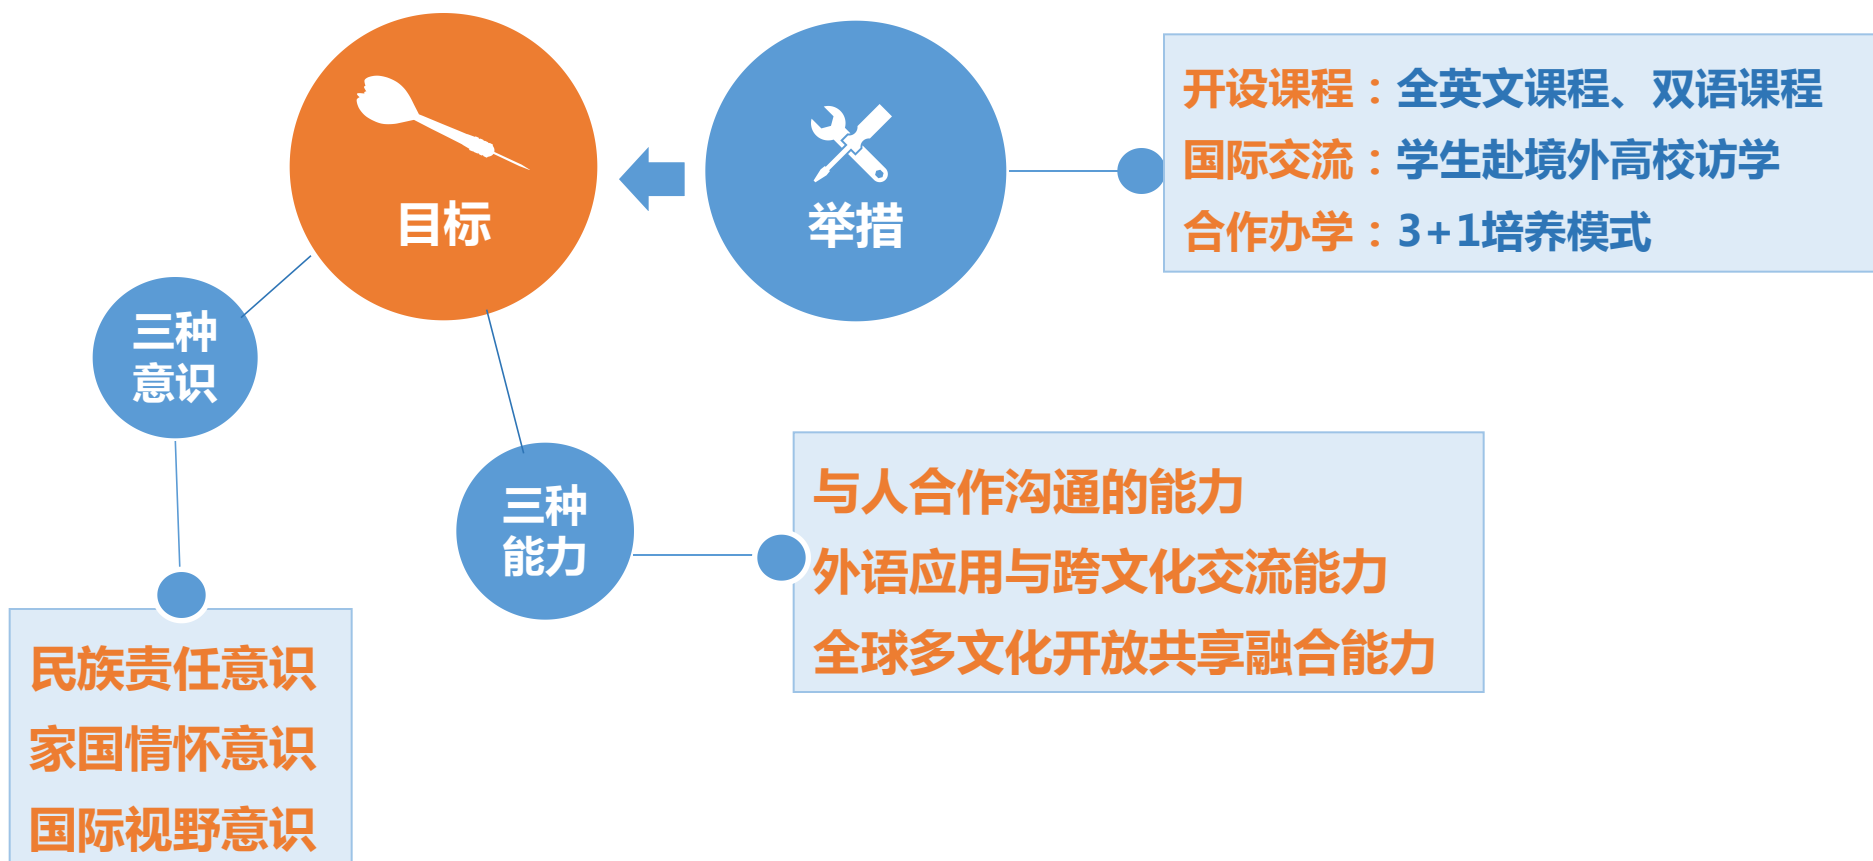 目标
举措
开设课程：全英文课程、双语课程
国际交流：学生赴境外高校访学
合作办学：3+1培养模式
三种
意识
三种
能力
与人合作沟通的能力
外语应用与跨文化交流能力
全球多文化开放共享融合能力
民族责任意识
家国情怀意识
国际视野意识